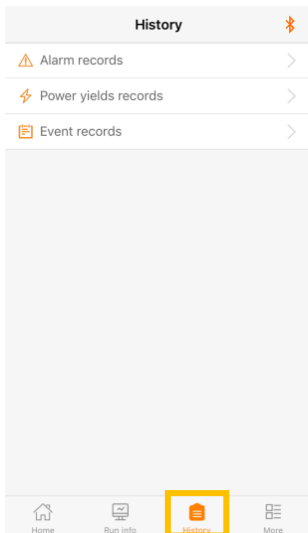 History
Alarm records
Power yields records
Event records
Home Run info History More